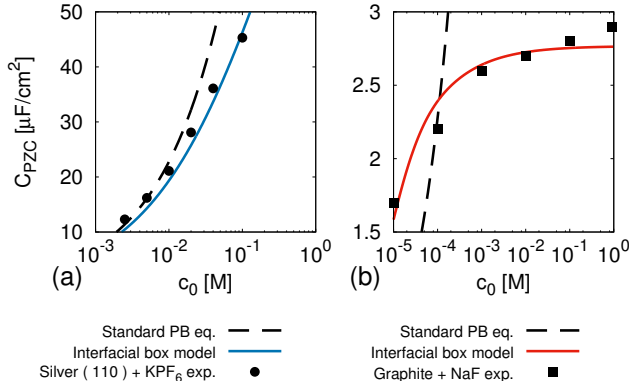 50
40
30
20
10
C_PZC [μF/cm²]
10⁻³ 10⁻² 10⁻¹ 10⁰
(a) c₀ [M]
3
2.5
2
1.5
10⁻⁵ 10⁻⁴ 10⁻³ 10⁻² 10⁻¹ 10⁰
(b) c₀ [M]
Standard PB eq.
Interfacial box model
Silver ( 110 ) + KPF₆ exp.
Standard PB eq.
Interfacial box model
Graphite + NaF exp.